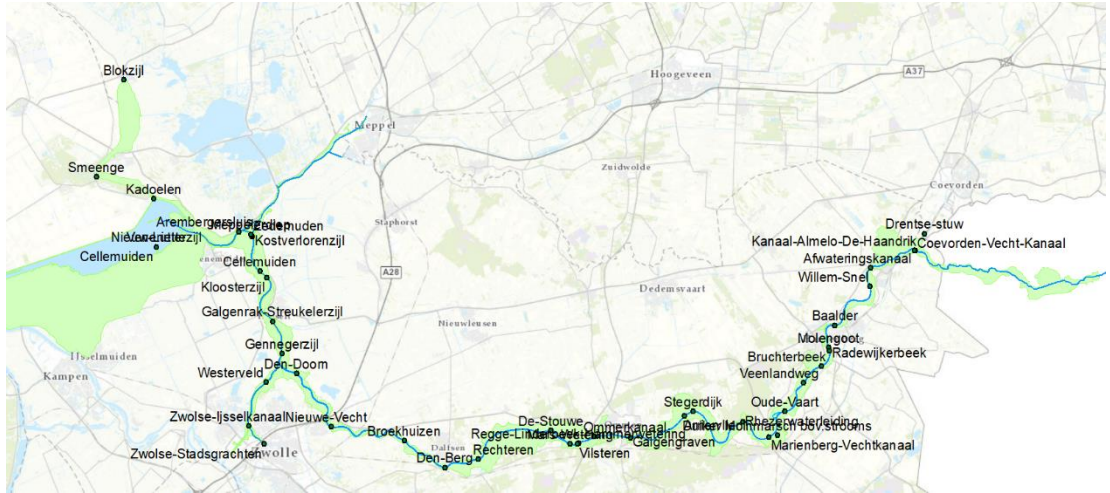 Blokzijl
Hoogeveen
A37
Meppel
Smeenge
Zuidwolde
Kadoelen
Coevorden
Staphorst
Arembergersluis
Drentse-stuw
Kostverlorenzijl
Kanaal-Almelo-De-Haandrik
Coevorden-Vecht-Kanaal
Cellemuiden
Afwateringskanaal
Cellemuiden
A28
Willem-Snel
Kloosterzijl
Dedemsvaart
Galgenrak-Streukelerzijl
Baalder
Nieuwleusen
Molengoot
Gennegerzijl
Radewijkerbeek
IJsselmuiden
Bruchterbeek
Den-Doorn
Kampen
Westerveld
Veenlandweg
Stegerdijk
Oude-Vaart
Zwolse-Ijsselkanaal
Nieuwe-Vecht
De-Stouwe
Rhezerwaterleiding
Ommerkanaal
Broekhuizen
Galgengraven
Marienberg-Vechtkanaal
Zwolse-Stadsgrachten
Dalfsen
Rechteren
Vilsteren
Den-Berg